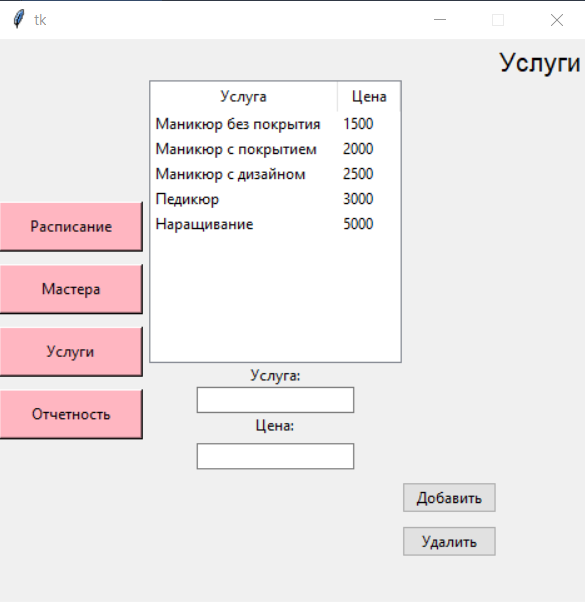 tk
Услуги
Услуга Цена
Маникюр без покрытия 1500
Маникюр с покрытием 2000
Маникюр с дизайном 2500
Педикюр 3000
Наращивание 5000
Расписание
Мастера
Услуги
Отчетность
Услуга:
Цена:
Добавить
Удалить